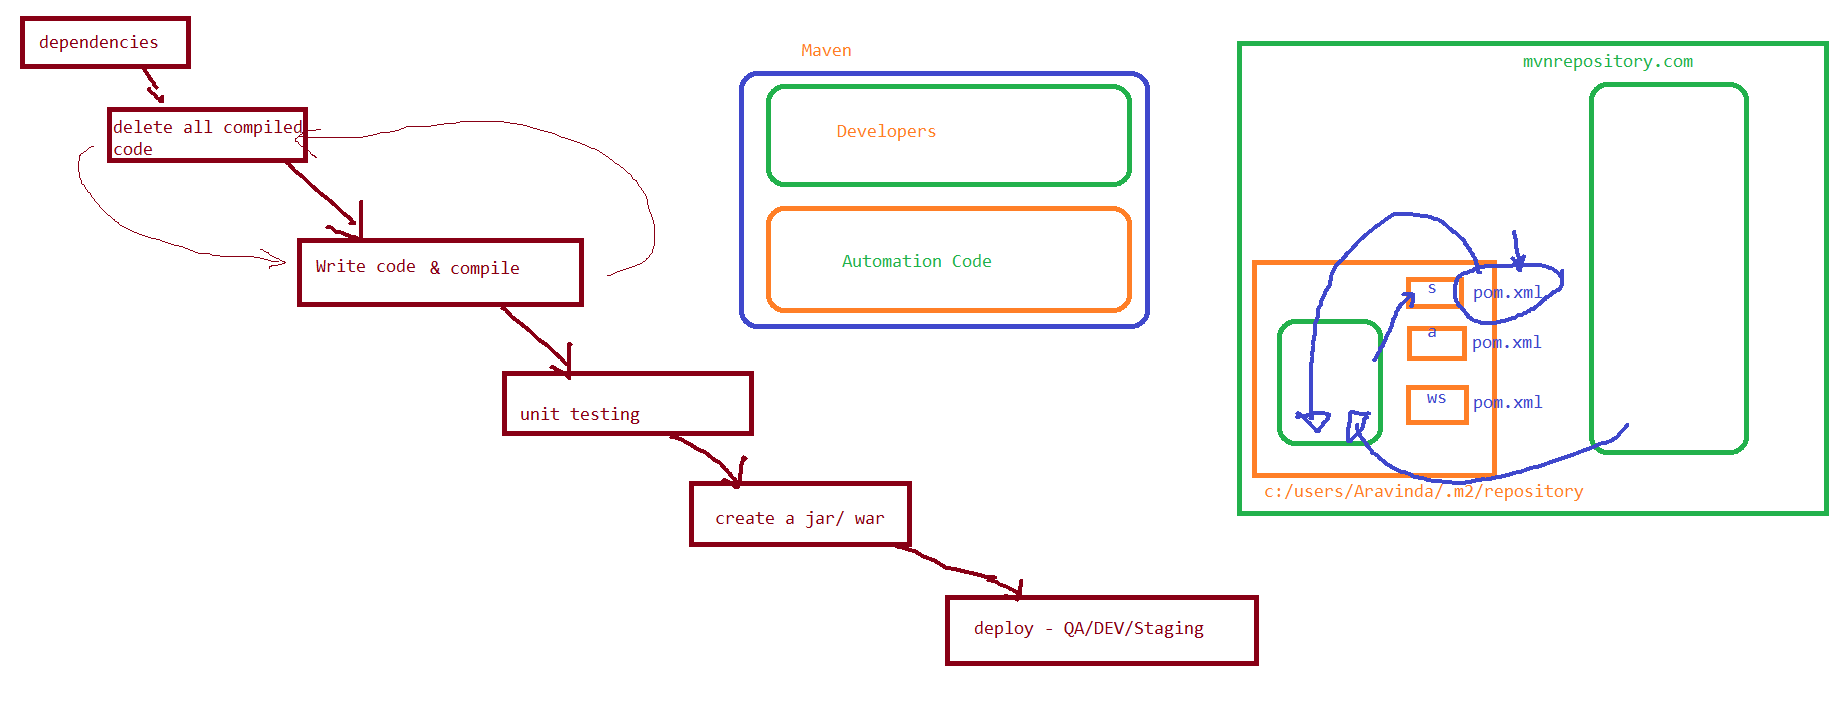 dependencies
delete all compiled
code
Write code & compile
unit testing
create a jar/ war
deploy - QA/DEV/Staging
Maven
Developers
Automation Code
mvnrepository.com
s
pom.xml
a
pom.xml
ws
pom.xml
c:/users/Aravinda/.m2/repository